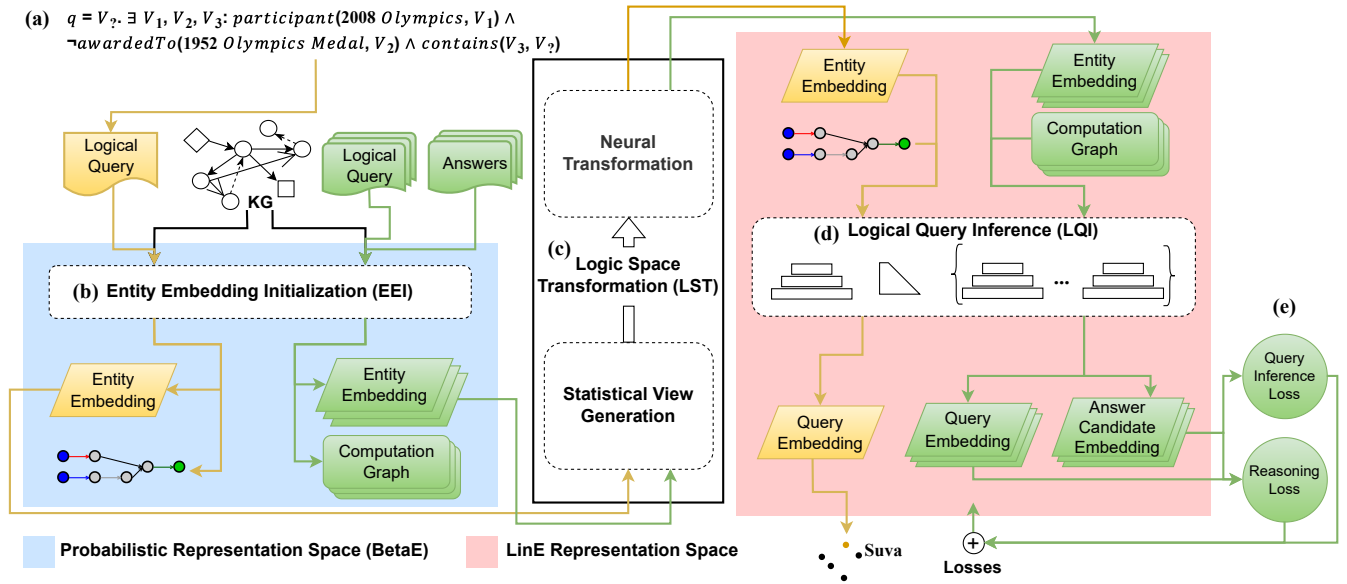 (a)
q = V?. ∃ V1, V2, V3: participant(2008 Olympics, V1) ∧
¬awardedTo(1952 Olympics Medal, V2) ∧ contains(V3, V?)
Logical
Query
KG
Logical
Query
Answers
(b) Entity Embedding Initialization (EEI)
Entity
Embedding
Entity
Embedding
Computation
Graph
Neural
Transformation
(c)
Logic Space
Transformation (LST)
Statistical View
Generation
Entity
Embedding
Entity
Embedding
Computation
Graph
(d) Logical Query Inference (LQI)
...
Query
Embedding
Query
Embedding
Answer
Candidate
Embedding
(e)
Query
Inference
Loss
Reasoning
Loss
Suva
+
Losses
Probabilistic Representation Space (BetaE)
LinE Representation Space